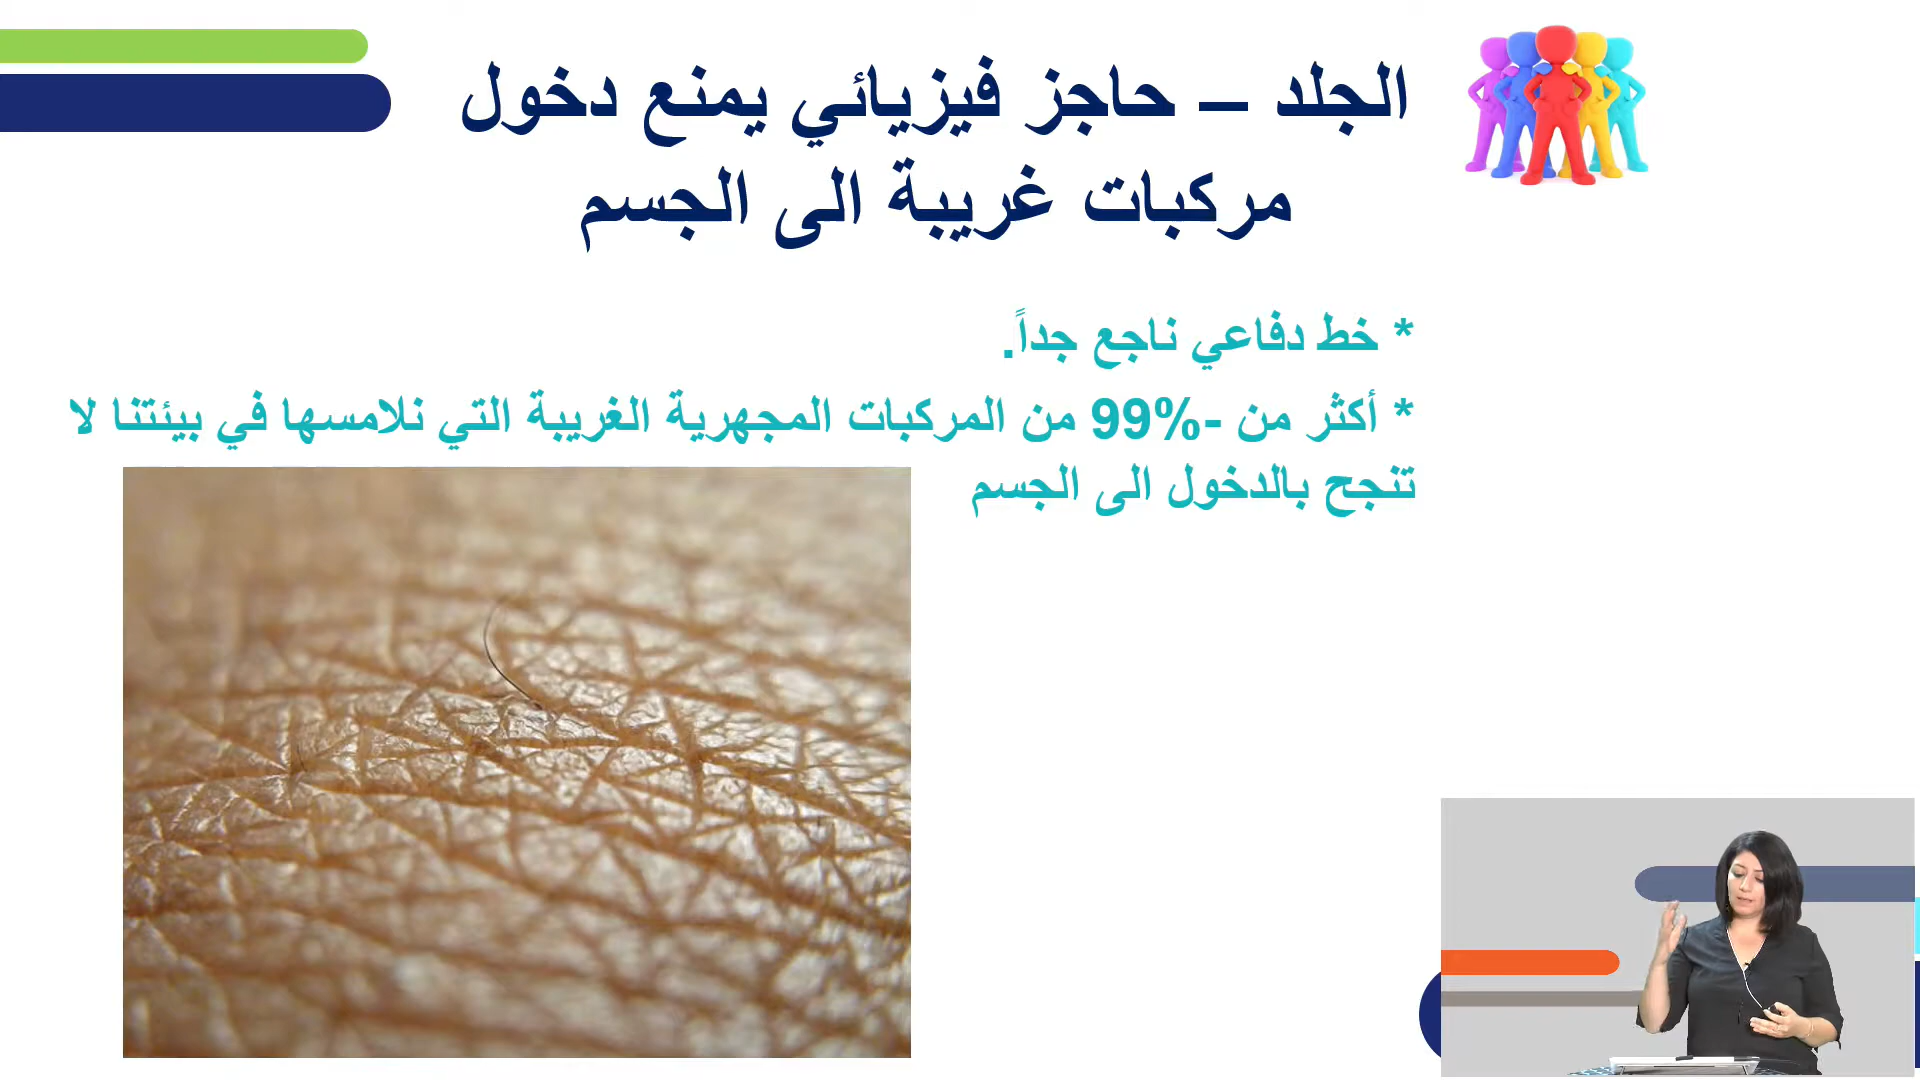 الجلد – حاجز فيزيائي يمنع دخول
مركبات غريبة الى الجسم
* خط دفاعي ناجع جداً.
* أكثر من -99% من المركبات المجهرية الغريبة التي نلامسها في بيئتنا لا
تنجح بالدخول الى الجسم